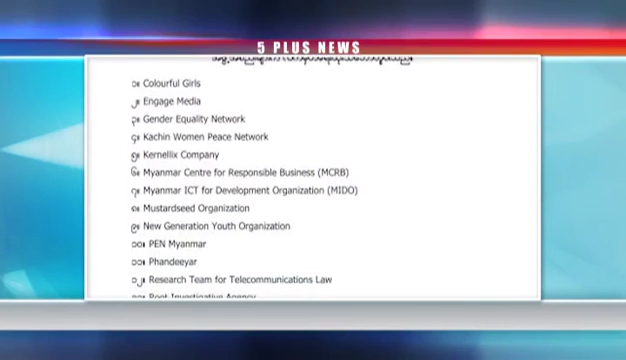 5 PLUS NEWS
၁။ Colourful Girls
၂။ Engage Media
၃။ Gender Equality Network
၄။ Kachin Women Peace Network
၅။ Kernellix Company
၆။ Myanmar Centre for Responsible Business (MCRB)
၇။ Myanmar ICT for Development Organization (MIDO)
၈။ Mustardseed Organization
၉။ New Generation Youth Organization
၁၀။ PEN Myanmar
၁၁။ Phandeeyar
၁၂။ Research Team for Telecommunications Law